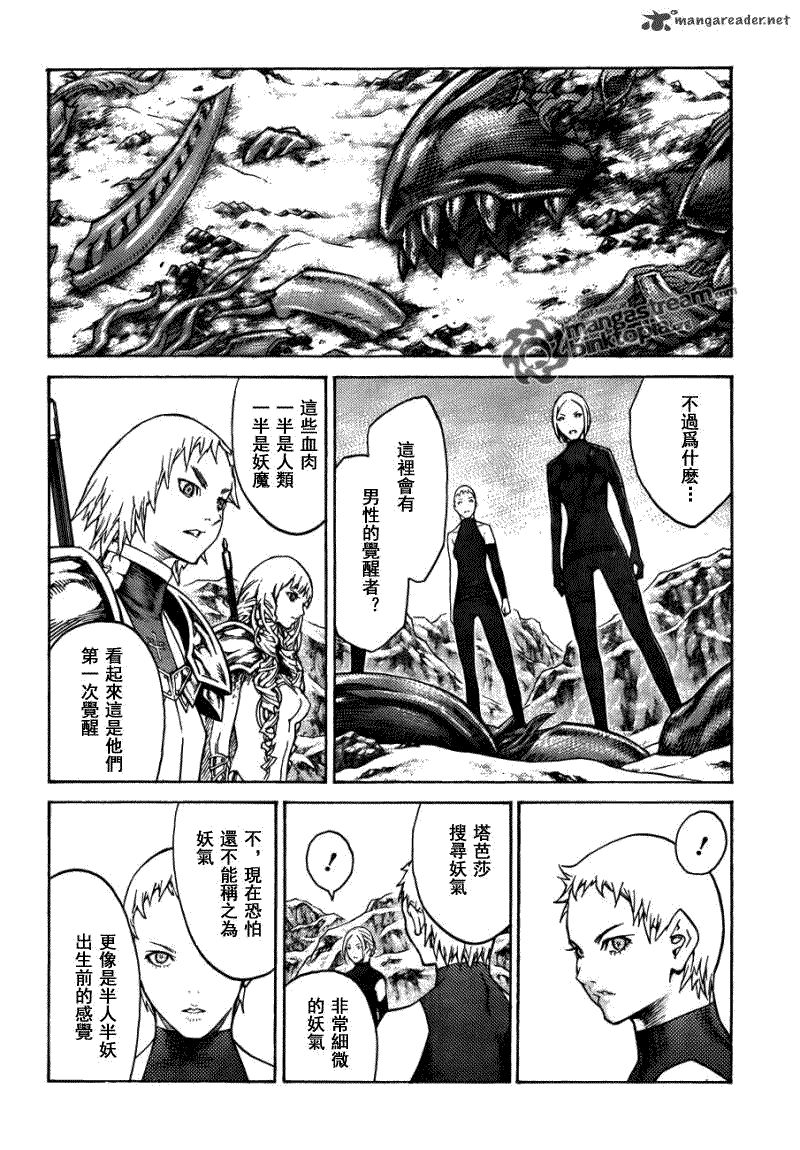 mangareader.net
mangastream.com
binktopia.com
不過爲什麽…
這裡會有
男性的覺醒者？
這些血肉
一半是人類
一半是妖魔
看起來這是他們
第一次覺醒
！
塔芭莎
搜尋妖氣
！
非常細微
的妖氣
不，現在恐怕
還不能稱之為
妖氣
更像是半人半妖
出生前的感覺